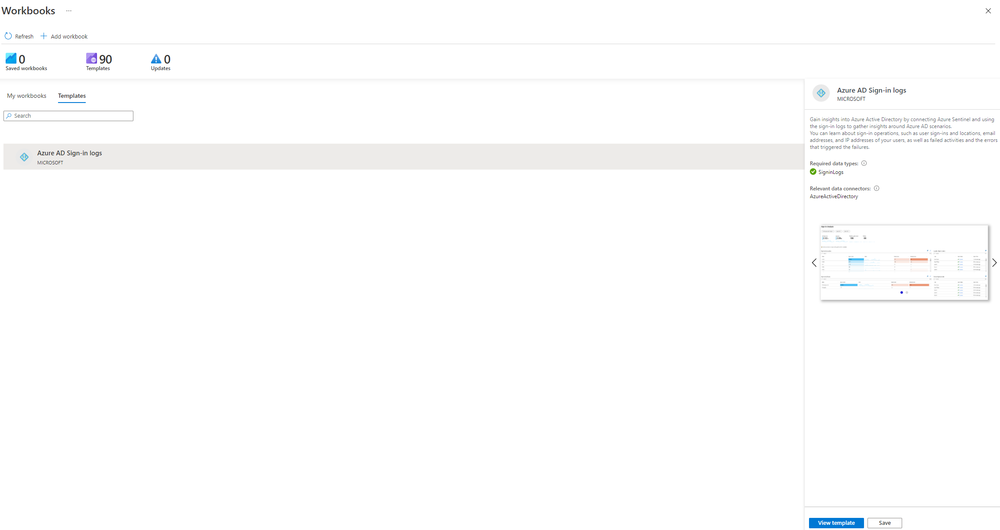 Workbooks ...
Refresh
Add workbook
0
Saved workbooks
90
Templates
0
Updates
My workbooks
Templates
Search
Azure AD Sign-in logs
MICROSOFT
Azure AD Sign-in logs
MICROSOFT
Gain insights into Azure Active Directory by connecting Azure Sentinel and using
the sign-in logs to gather insights around Azure AD scenarios.
You can learn about sign-in operations, such as user sign-ins and locations, email
addresses, and IP addresses of your users, as well as failed activities and the errors
that triggered the failures.
Required data types:
SigninLogs
Relevant data connectors:
AzureActiveDirectory
Sign-in Analysis
View template
Save